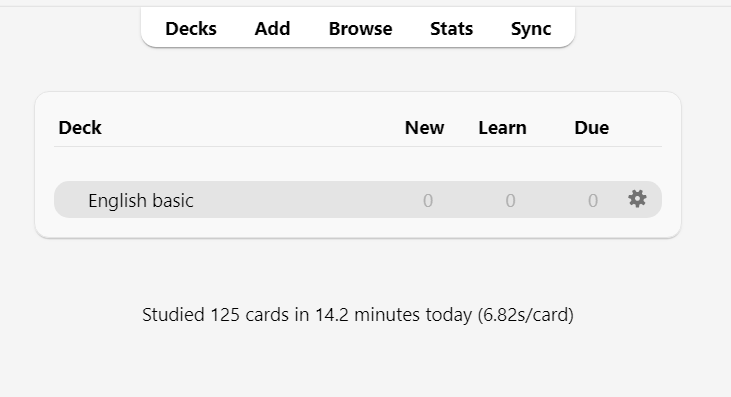 Decks Add Browse Stats Sync
Deck New Learn Due
English basic 0 0 0
Studied 125 cards in 14.2 minutes today (6.82s/card)